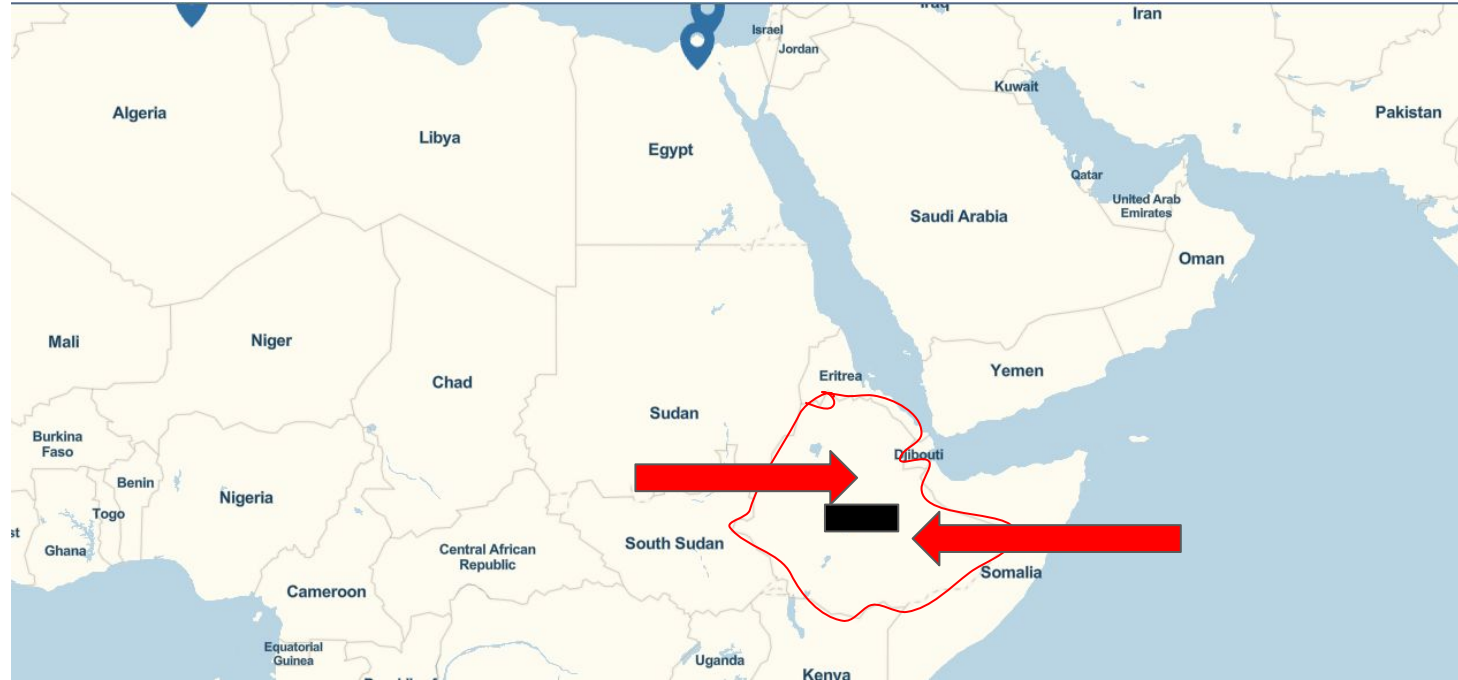 Iran
Israel
Jordan
Kuwait
Algeria
Pakistan
Libya
Egypt
Qatar
United Arab
Emirates
Saudi Arabia
Oman
Mali
Niger
Yemen
Eritrea
Chad
Sudan
Burkina
Faso
Djibouti
Benin
Nigeria
Togo
Ghana
South Sudan
Central African
Republic
Somalia
Cameroon
Equatorial
Guinea
Uganda
Kenya